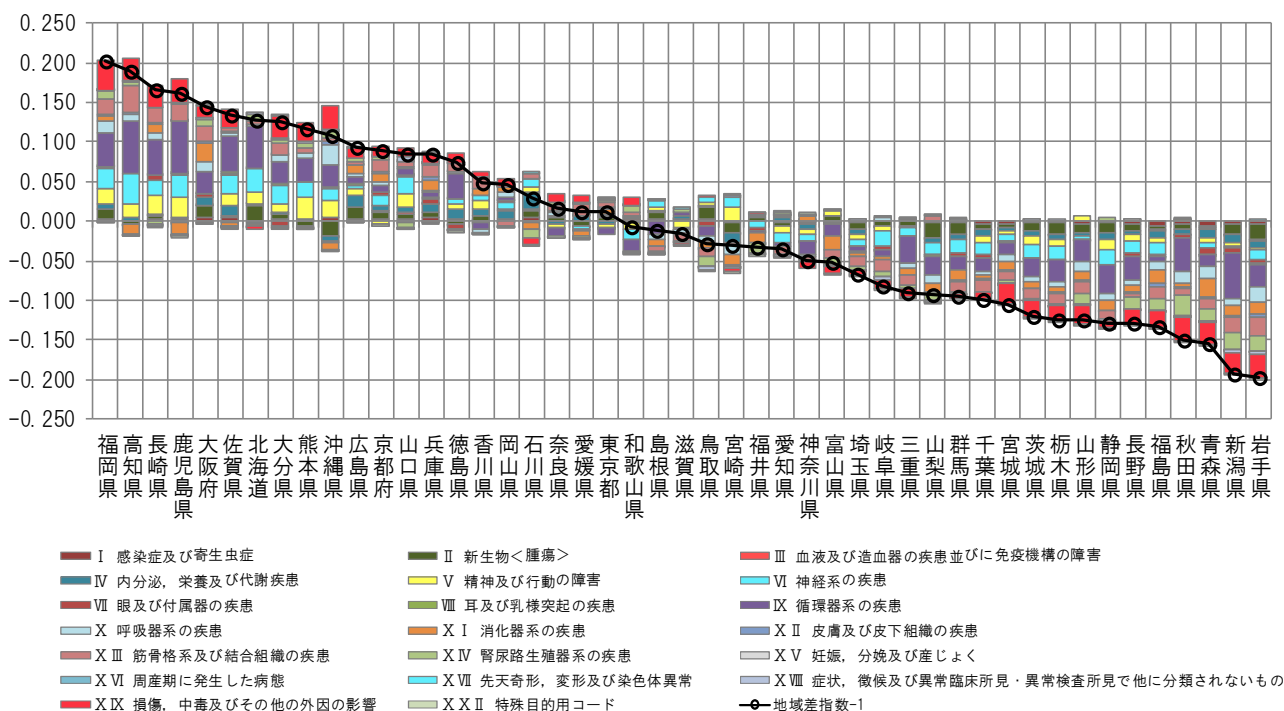 0.250
0.200
0.150
0.100
0.050
0.000
-0.050
-0.100
-0.150
-0.200
-0.250
福岡県
高知県
長崎県
鹿児島県
大阪府
佐賀県
北海道
大分県
熊本県
沖縄県
広島県
京都府
山口県
兵庫県
徳島県
香川県
岡山県
石川県
奈良県
愛媛県
東京都
和歌山県
島根県
滋賀県
鳥取県
宮崎県
福井県
愛知県
神奈川県
富山県
埼玉県
岐阜県
三重県
山梨県
群馬県
千葉県
宮城県
茨城県
栃木県
山形県
静岡県
長野県
福島県
秋田県
青森県
新潟県
岩手県
Ⅰ 感染症及び寄生虫症
Ⅱ 新生物＜腫瘍＞
Ⅲ 血液及び造血器の疾患並びに免疫機構の障害
Ⅳ 内分泌，栄養及び代謝疾患
Ⅴ 精神及び行動の障害
Ⅵ 神経系の疾患
Ⅶ 眼及び付属器の疾患
Ⅷ 耳及び乳様突起の疾患
Ⅸ 循環器系の疾患
Ⅹ 呼吸器系の疾患
ⅩⅠ 消化器系の疾患
ⅩⅡ 皮膚及び皮下組織の疾患
ⅩⅢ 筋骨格系及び結合組織の疾患
ⅩⅣ 腎尿路生殖器系の疾患
ⅩⅤ 妊娠，分娩及び産じょく
ⅩⅥ 周産期に発生した病態
ⅩⅦ 先天奇形，変形及び染色体異常
ⅩⅧ 症状，徴候及び異常臨床所見・異常検査所見で他に分類されないもの
ⅩⅨ 損傷，中毒及びその他の外因の影響
ⅩⅩⅡ 特殊目的用コード
地域差指数-1